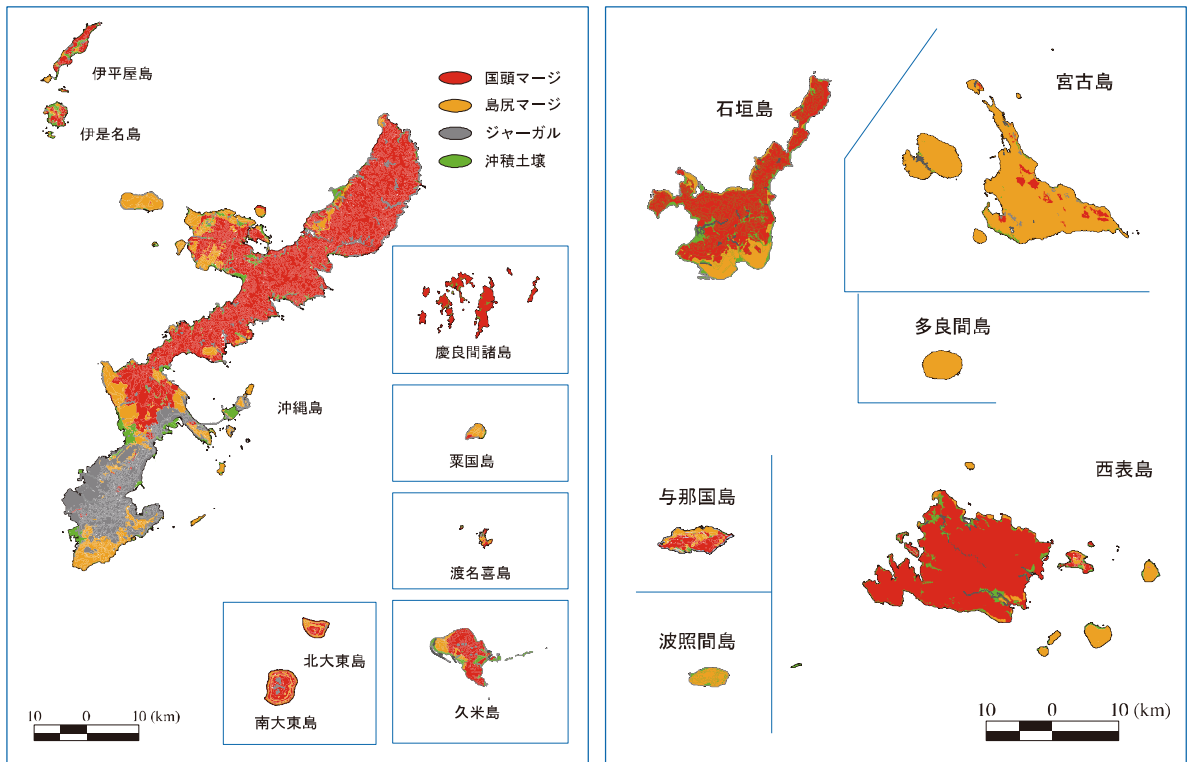 伊平屋島
伊是名島
国頭マージ
島尻マージ
ジャーガル
沖積土壌
慶良間諸島
沖縄島
粟国島
渡名喜島
北大東島
南大東島
久米島
10 0 10 (km)
石垣島
宮古島
多良間島
与那国島
西表島
波照間島
10 0 10 (km)